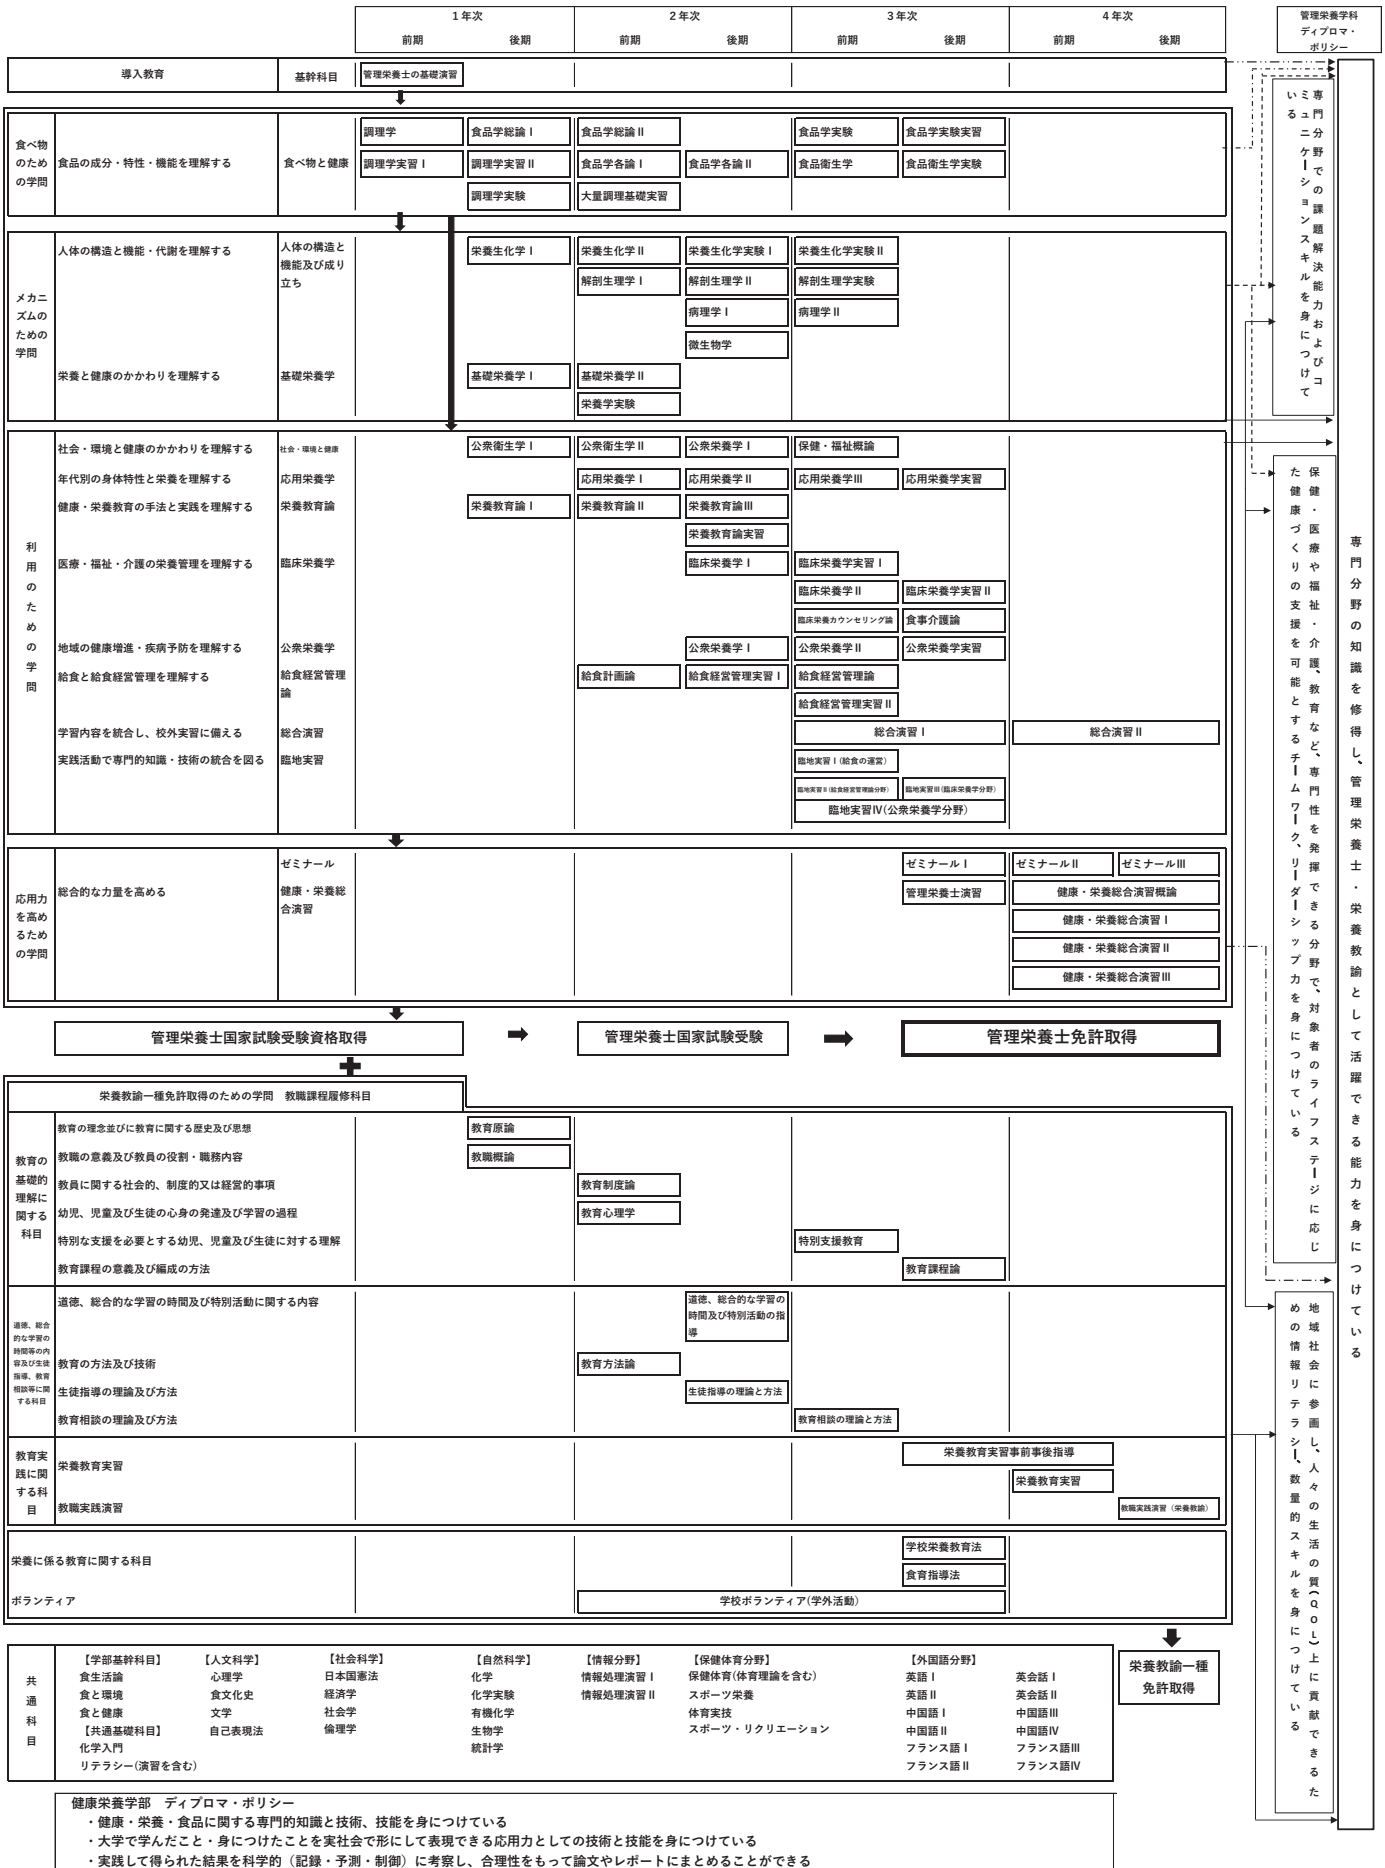 1年次
2年次
3年次
4年次
前期
後期
前期
後期
前期
後期
前期
後期
管理栄養学科
ディプロマ・
ポリシー
導入教育
基幹科目
管理栄養士の基礎演習
食べ物
のため
の学問
食品の成分・特性・機能を理解する
食べ物と健康
調理学
食品学総論Ⅰ
食品学総論Ⅱ
食品学実験
食品学実験実習
調理学実習Ⅰ
調理学実習Ⅱ
食品学各論Ⅰ
食品学各論Ⅱ
食品衛生学
食品衛生学実験
調理学実験
大量調理基礎実習
メカニ
ズムの
ための
学問
人体の構造と機能・代謝を理解する
人体の構造と
機能及び成り
立ち
栄養生化学Ⅰ
栄養生化学Ⅱ
栄養生化学実験Ⅰ
栄養生化学実験Ⅱ
解剖生理学Ⅰ
解剖生理学Ⅱ
解剖生理学実験
病理学Ⅰ
病理学Ⅱ
微生物学
栄養と健康のかかわりを理解する
基礎栄養学
基礎栄養学Ⅰ
基礎栄養学Ⅱ
栄養学実験
利用のための学問
社会・環境と健康のかかわりを理解する
社会・環境と健康
公衆衛生学Ⅰ
公衆衛生学Ⅱ
公衆栄養学Ⅰ
保健・福祉概論
年代別の身体特性と栄養を理解する
応用栄養学
応用栄養学Ⅰ
応用栄養学Ⅱ
応用栄養学Ⅲ
応用栄養学実習
健康・栄養教育の手法と実践を理解する
栄養教育論
栄養教育論Ⅰ
栄養教育論Ⅱ
栄養教育論Ⅲ
栄養教育論実習
医療・福祉・介護の栄養管理を理解する
臨床栄養学
臨床栄養学Ⅰ
臨床栄養学実習Ⅰ
臨床栄養学Ⅱ
臨床栄養学実習Ⅱ
臨床栄養カウンセリング論
食事介護論
地域の健康増進・疾病予防を理解する
公衆栄養学
公衆栄養学Ⅰ
公衆栄養学Ⅱ
公衆栄養学実習
給食と給食経営管理を理解する
給食経営管理
論
給食計画論
給食経営管理実習Ⅰ
給食経営管理論
給食経営管理実習Ⅱ
学習内容を統合し、校外実習に備える
総合演習
総合演習Ⅰ
総合演習Ⅱ
実践活動で専門的知識・技術の統合を図る
臨地実習
臨地実習Ⅰ(給食の運営)
臨地実習Ⅱ(給食経営管理論分野)
臨地実習Ⅲ(臨床栄養学分野)
臨地実習Ⅳ(公衆栄養学分野)
応用力
を高め
るため
の学問
総合的な力量を高める
ゼミナール
健康・栄養総
合演習
ゼミナールⅠ
ゼミナールⅡ
ゼミナールⅢ
管理栄養士演習
健康・栄養総合演習概論
健康・栄養総合演習Ⅰ
健康・栄養総合演習Ⅱ
健康・栄養総合演習Ⅲ
管理栄養士国家試験受験資格取得
管理栄養士国家試験受験
管理栄養士免許取得
栄養教諭一種免許取得のための学問　教職課程履修科目
教育の
基礎的
理解に
関する
科目
教育の理念並びに教育に関する歴史及び思想
教育原論
教職の意義及び教員の役割・職務内容
教職概論
教員に関する社会的、制度的又は経営的事項
教育制度論
幼児、児童及び生徒の心身の発達及び学習の過程
教育心理学
特別な支援を必要とする幼児、児童及び生徒に対する理解
特別支援教育
教育課程の意義及び編成の方法
教育課程論
道徳、総合
的な学習の
時間等の内
容及び生徒
指導、教育
相談等に関
する科目
道徳、総合的な学習の時間及び特別活動に関する内容
道徳、総合的な学習の
時間及び特別活動の指
導
教育の方法及び技術
教育方法論
生徒指導の理論及び方法
生徒指導の理論と方法
教育相談の理論及び方法
教育相談の理論と方法
教育実
践に関
する科
目
栄養教育実習
栄養教育実習事前事後指導
栄養教育実習
教職実践演習
教職実践演習（栄養教諭）
栄養に係る教育に関する科目
学校栄養教育法
食育指導法
ボランティア
学校ボランティア(学外活動)
栄養教諭一種
免許取得
共通科目
【学部基幹科目】
食生活論
食と環境
食と健康
【共通基礎科目】
化学入門
リテラシー(演習を含む)
【人文科学】
心理学
食文化史
文学
自己表現法
【社会科学】
日本国憲法
経済学
社会学
倫理学
【自然科学】
化学
化学実験
有機化学
生物学
統計学
【情報分野】
情報処理演習Ⅰ
情報処理演習Ⅱ
【保健体育分野】
保健体育(体育理論を含む)
スポーツ栄養
体育実技
スポーツ・リクリエーション
【外国語分野】
英語Ⅰ
英語Ⅱ
中国語Ⅰ
中国語Ⅱ
フランス語Ⅰ
フランス語Ⅱ
英会話Ⅰ
英会話Ⅱ
中国語Ⅲ
中国語Ⅳ
フランス語Ⅲ
フランス語Ⅳ
専門分野での課題解決能力およびコ
ミュニケーションスキルを身につけて
いる
保健・医療や福祉・介護、教育など、専門性を発揮できる分野で、対象者のライフステージに応じ
た健康づくりの支援を可能とするチームワーク、リーダーシップ力を身につけている
地域社会に参画し、人々の生活の質(QOL)上に貢献できるた
めの情報リテラシー、数量的スキルを身につけている
専門分野の知識を修得し、管理栄養士・栄養教諭として活躍できる能力を身につけている
健康栄養学部　ディプロマ・ポリシー
・健康・栄養・食品に関する専門的知識と技術、技能を身につけている
・大学で学んだこと・身につけたことを実社会で形にして表現できる応用力としての技術と技能を身につけている
・実践して得られた結果を科学的（記録・予測・制御）に考察し、合理性をもって論文やレポートにまとめることができる